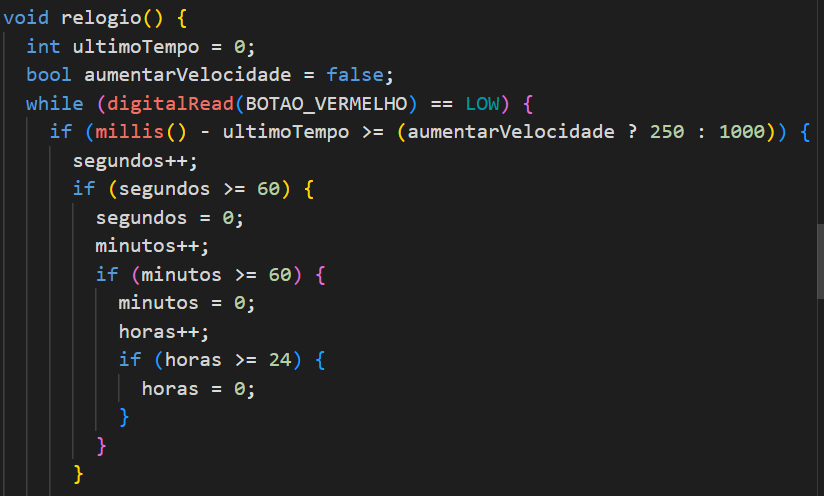 void relogio() {
int ultimoTempo = 0;
bool aumentarVelocidade = false;
while (digitalRead(BOTAO_VERMELHO) == LOW) {
if (millis() - ultimoTempo >= (aumentarVelocidade ? 250 : 1000)) {
segundos++;
if (segundos >= 60) {
segundos = 0;
minutos++;
if (minutos >= 60) {
minutos = 0;
horas++;
if (horas >= 24) {
horas = 0;
}
}
}